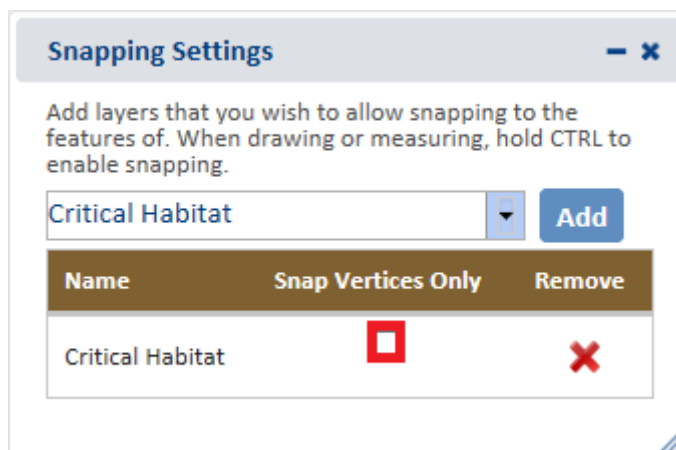 Snapping Settings
Add layers that you wish to allow snapping to the
features of. When drawing or measuring, hold CTRL to
enable snapping.
Critical Habitat Add
Name Snap Vertices Only Remove
Critical Habitat